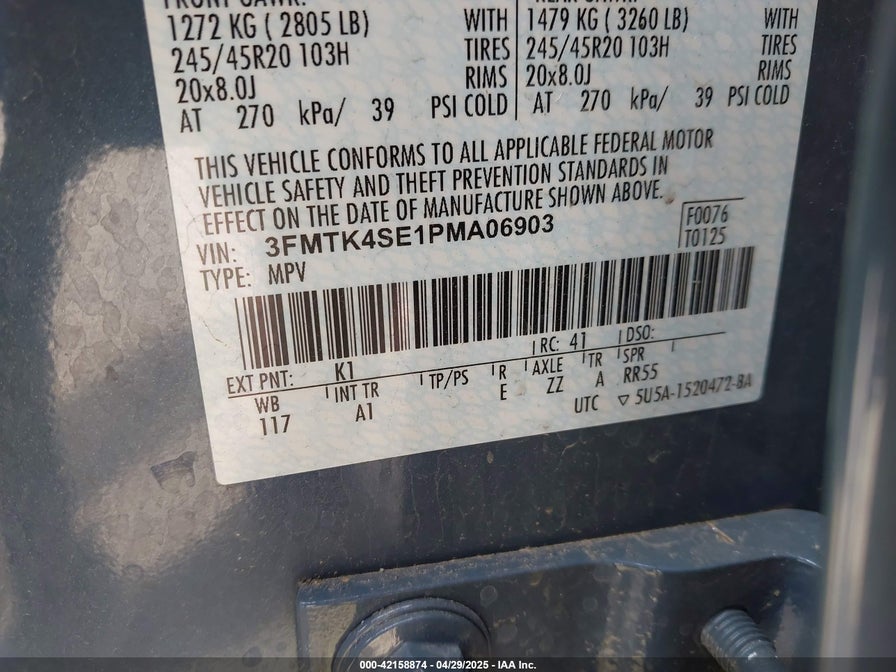 FRONT GAWR:
1272 KG ( 2805 LB) WITH
245/45R20 103H TIRES
20x8.0J RIMS
AT 270 kPa/ 39 PSI COLD
1479 KG ( 3260 LB) WITH
245/45R20 103H TIRES
20x8.0J RIMS
AT 270 kPa/ 39 PSI COLD
THIS VEHICLE CONFORMS TO ALL APPLICABLE FEDERAL MOTOR
VEHICLE SAFETY AND THEFT PREVENTION STANDARDS IN
EFFECT ON THE DATE OF MANUFACTURE SHOWN ABOVE.
VIN: 3FMTK4SE1PMA06903
F0076
T0125
TYPE: MPV
EXT PNT: K1 RC: 41 DSO:
WB INT TR TP/PS R AXLE TR SPR
117 A1 E ZZ A RR55
UTC ▽ 5U5A-1520472-BA
000-42158874 - 04/29/2025 - IAA Inc.